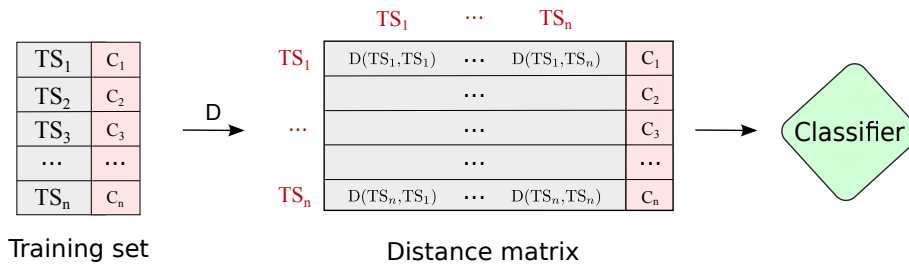 TS₁ ... TSₙ
TS₁ C₁
TS₂ C₂
TS₃ C₃
... ...
TSₙ Cₙ
D
TS₁ D(TS₁,TS₁) ... D(TS₁,TSₙ) C₁
... C₂
... ... C₃
... ...
TSₙ D(TSₙ,TS₁) ... D(TSₙ,TSₙ) Cₙ
Classifier
Training set
Distance matrix